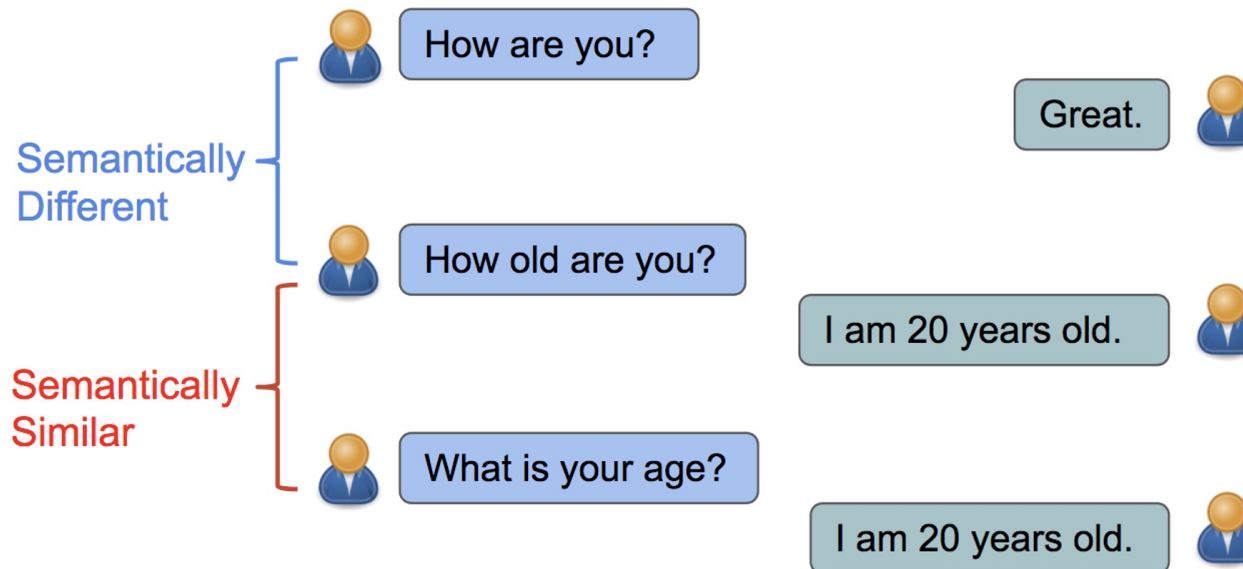 How are you?
Great.
Semantically
Different
How old are you?
I am 20 years old.
Semantically
Similar
What is your age?
I am 20 years old.